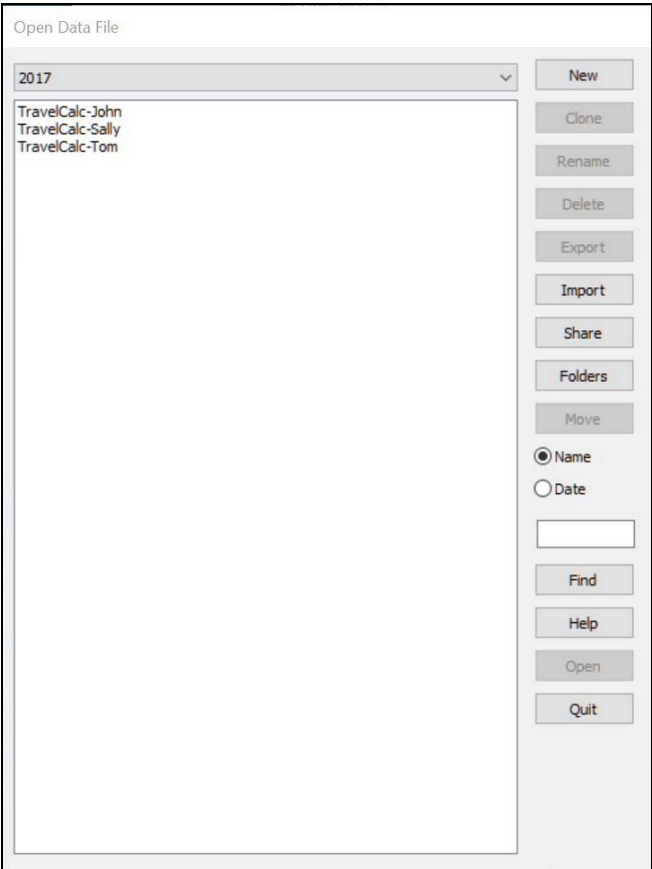 Open Data File
2017
TravelCalc-John
TravelCalc-Sally
TravelCalc-Tom
New
Clone
Rename
Delete
Export
Import
Share
Folders
Move
Name
Date
Find
Help
Open
Quit